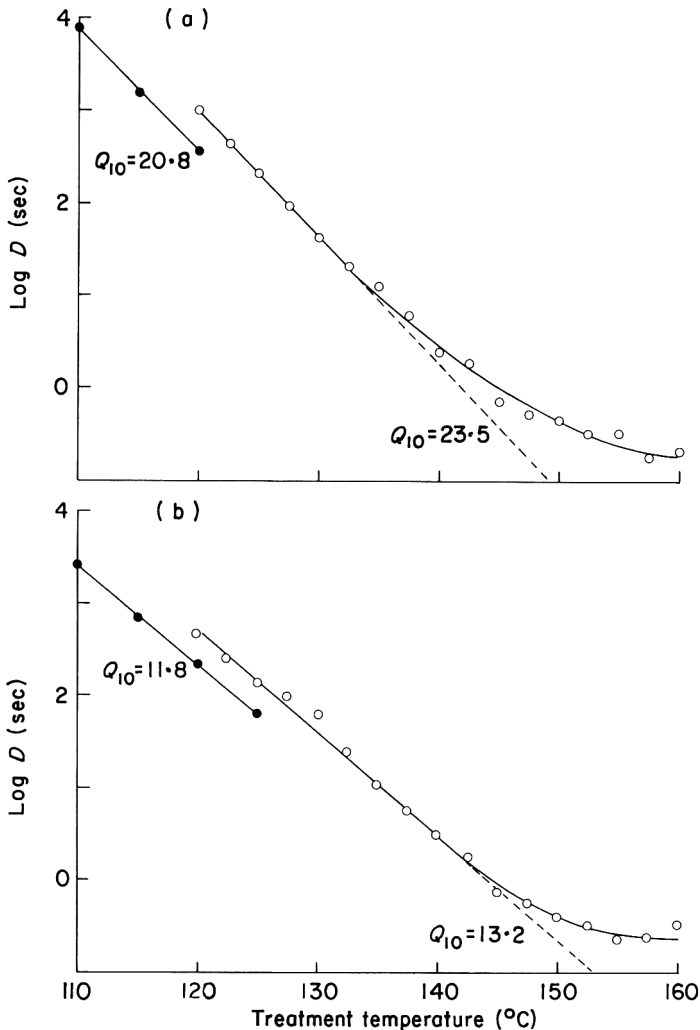 (a)
4
2
0
Log D (sec)
Q10=20·8
Q10=23·5
(b)
4
2
0
Log D (sec)
Q10=11·8
Q10=13·2
110 120 130 140 150 160
Treatment temperature (°C)